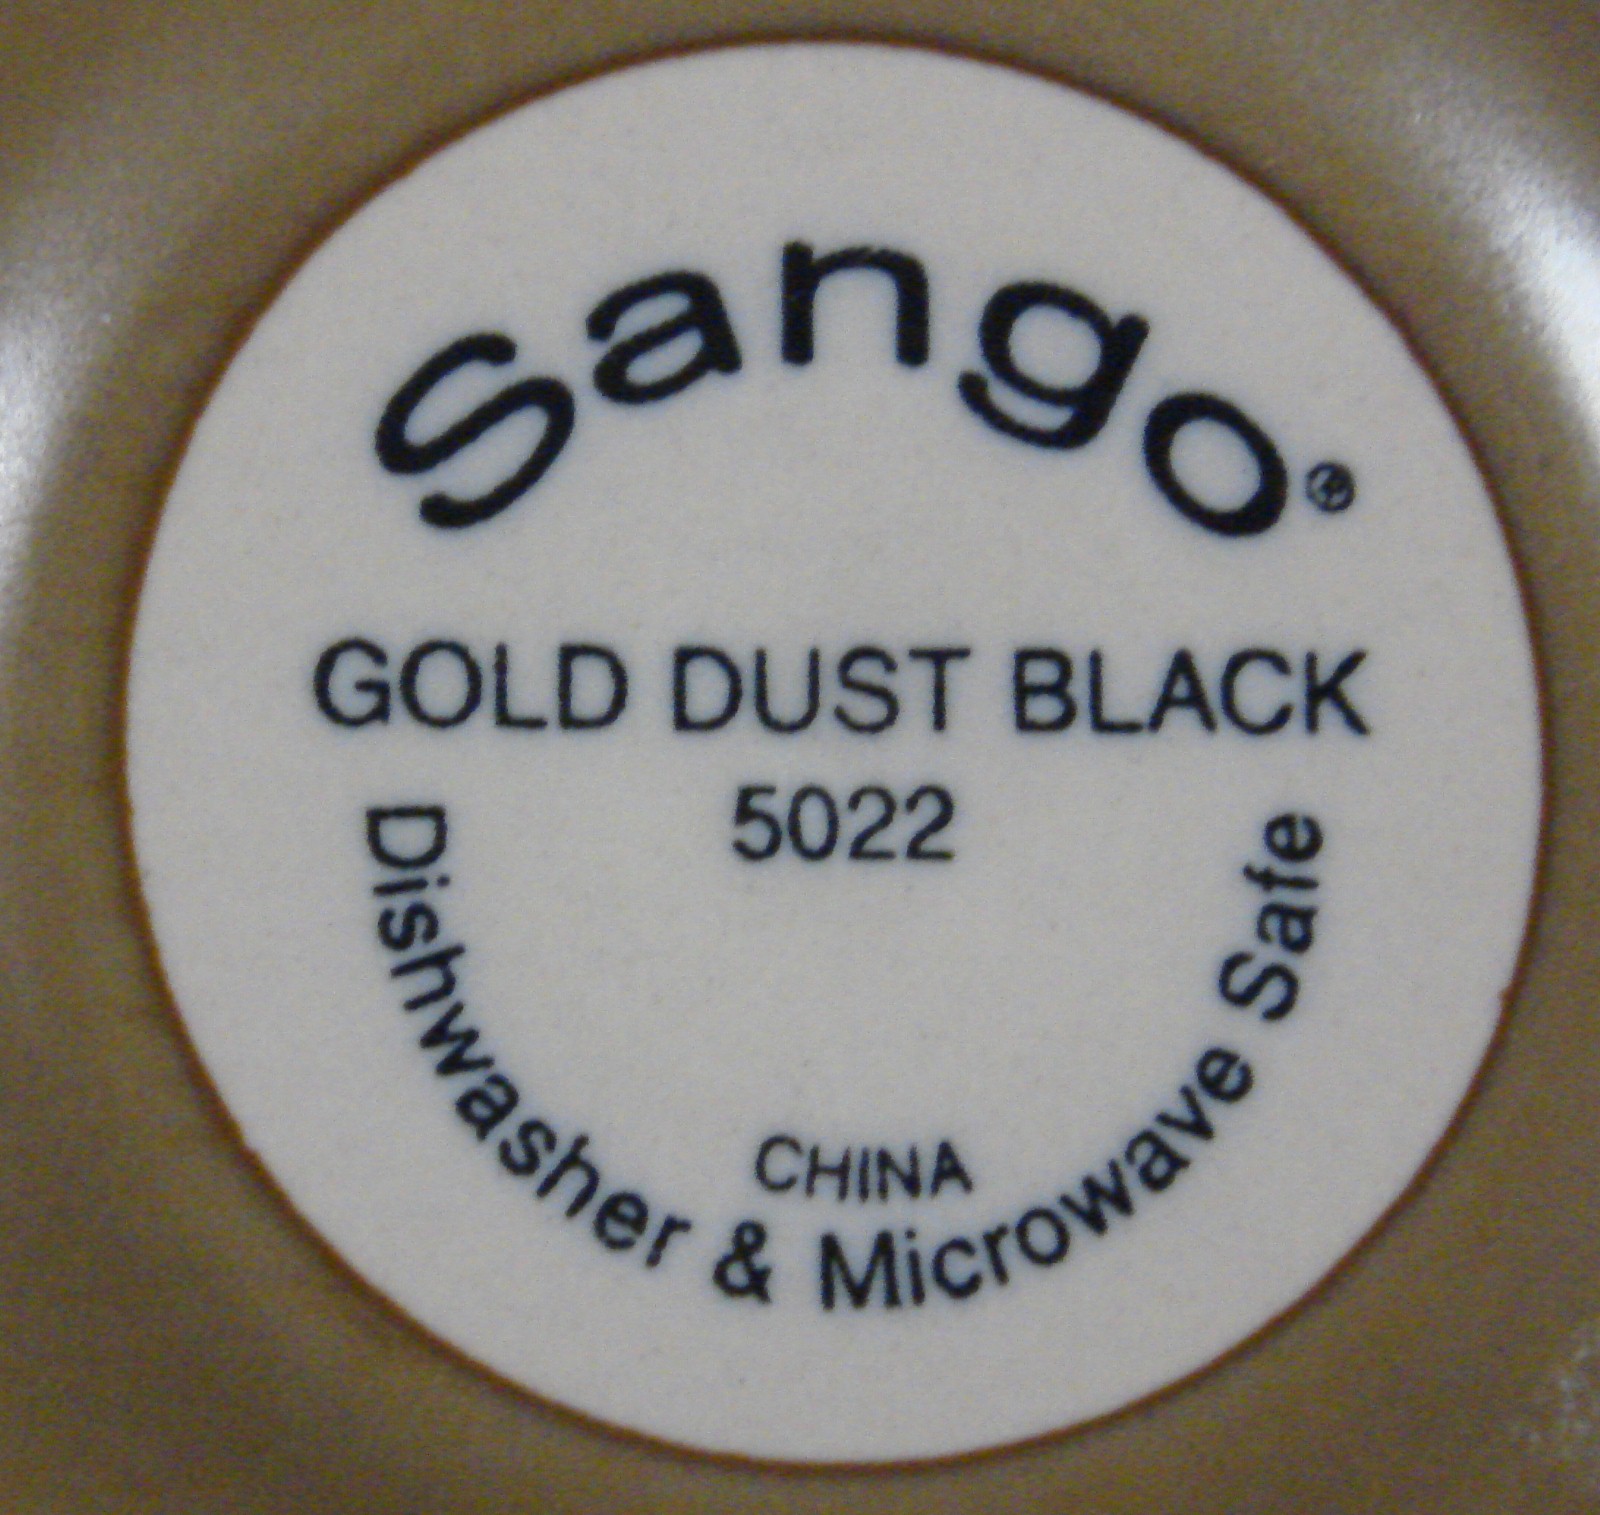 Sango®
GOLD DUST BLACK
5022
CHINA
Dishwasher & Microwave Safe